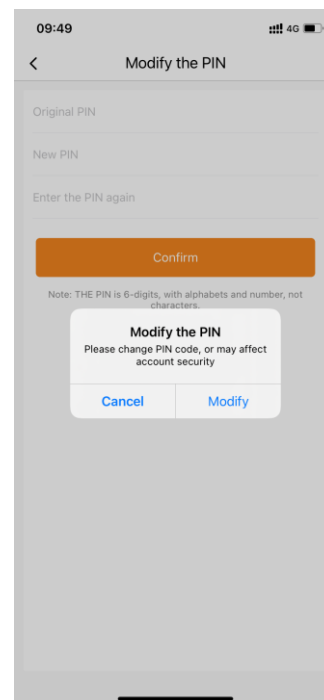 09:49
4G
Modify the PIN
Original PIN
New PIN
Enter the PIN again
Confirm
Note: THE PIN is 6-digits, with alphabets and number, not
characters.
Modify the PIN
Please change PIN code, or may affect
account security
Cancel Modify